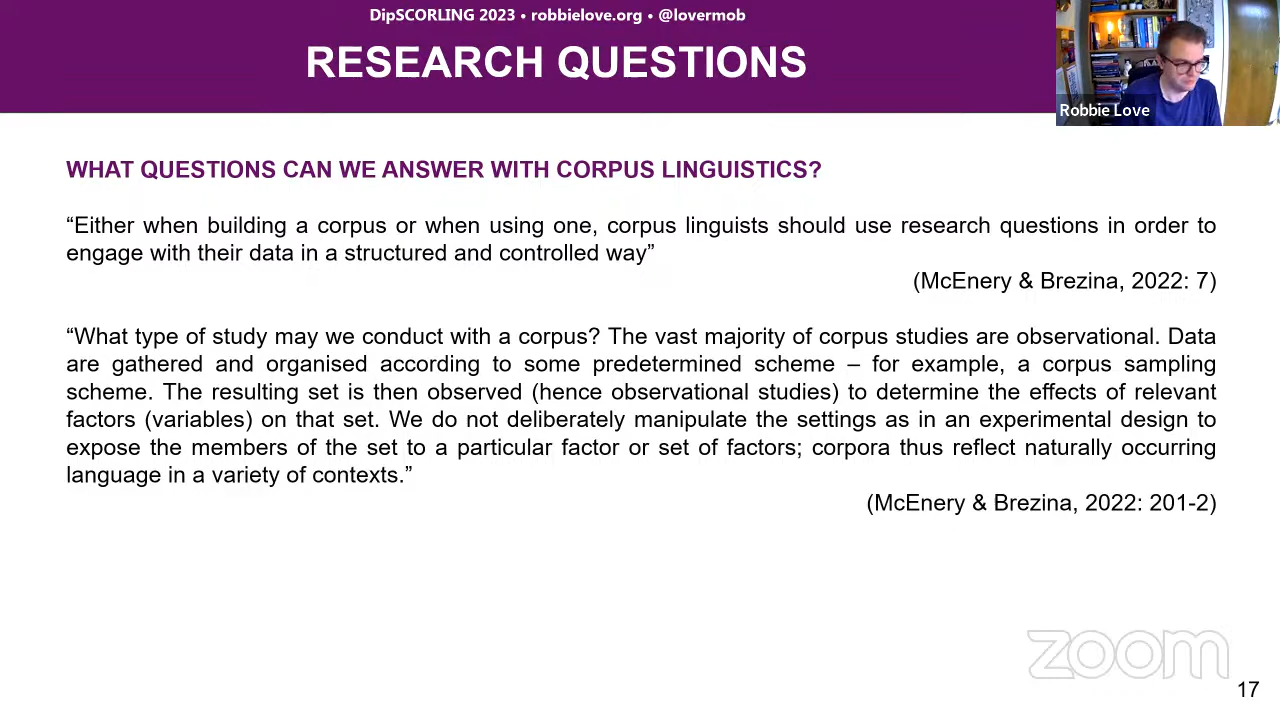 DipSCORLING 2023 • robbielove.org • @lovermob
RESEARCH QUESTIONS
Robbie Love
WHAT QUESTIONS CAN WE ANSWER WITH CORPUS LINGUISTICS?
“Either when building a corpus or when using one, corpus linguists should use research questions in order to
engage with their data in a structured and controlled way”
(McEnery & Brezina, 2022: 7)
“What type of study may we conduct with a corpus? The vast majority of corpus studies are observational. Data
are gathered and organised according to some predetermined scheme – for example, a corpus sampling
scheme. The resulting set is then observed (hence observational studies) to determine the effects of relevant
factors (variables) on that set. We do not deliberately manipulate the settings as in an experimental design to
expose the members of the set to a particular factor or set of factors; corpora thus reflect naturally occurring
language in a variety of contexts.”
(McEnery & Brezina, 2022: 201-2)
zoom
17